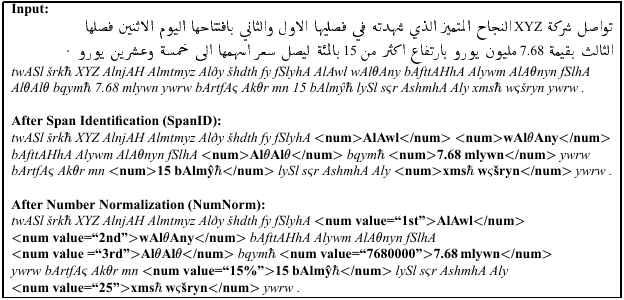 Input:
تواصل شركة XYZ النجاح المتميز الذي شهدته في فصليها الاول والثاني بافتتاحها اليوم الاثنين فصلها
الثالث بقيمة 7.68 مليون يورو بارتفاع اكثر من 15 بالمئة ليصل سعر أسهمها الى خمسة وعشرين يورو .
twASl šrkħ XYZ AlnjAH Almtmyz Alðy šhdth fy fSlyhA AlAwl wAlθAny bAfttAHhA Alywm AlAθnyn fSlhA
AlθAlθ bqymħ 7.68 mlywn ywrw bArtfAς Akθr mn 15 bAlmŷħ lySl sςr AshmhA Aly xmsħ wςšryn ywrw .
After Span Identification (SpanID):
twASl šrkħ XYZ AlnjAH Almtmyz Alðy šhdth fy fSlyhA <num>AlAwl</num> <num>wAlθAny</num>
bAfttAHhA Alywm AlAθnyn fSlhA <num>AlθAlθ</num> bqymħ <num>7.68 mlywn</num> ywrw
bArtfAς Akθr mn <num>15 bAlmŷħ</num> lySl sςr AshmhA Aly <num>xmsħ wςšryn</num> ywrw .
After Number Normalization (NumNorm):
twASl šrkħ XYZ AlnjAH Almtmyz Alðy šhdth fy fSlyhA <num value=“1st”>AlAwl</num>
<num value=“2nd”>wAlθAny</num> bAfttAHhA Alywm AlAθnyn fSlhA
<num value =“3rd”>AlθAlθ</num> bqymħ <num value=“7680000”>7.68 mlywn</num>
ywrw bArtfAς Akθr mn <num value=“15%”>15 bAlmŷħ</num> lySl sςr AshmhA Aly
<num value=“25”>xmsħ wςšryn</num> ywrw .